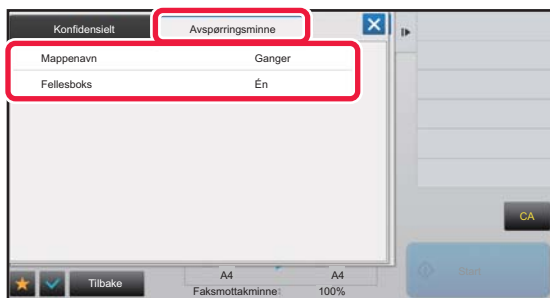 Konfidensielt
Avspørringsminne
Mappenavn Ganger
Fellesboks Én
CA
Start
Tilbake
A4 A4
Faksmottakminne: 100%